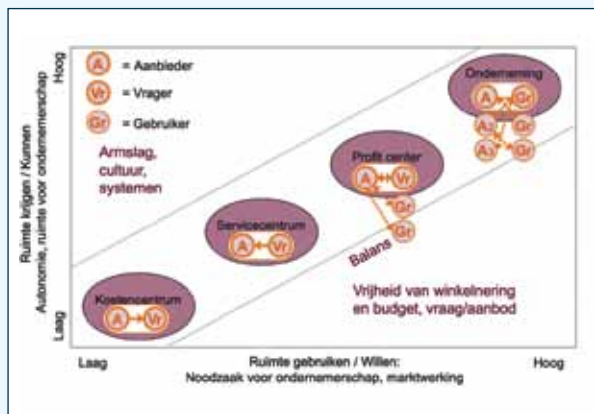 Hoog
Ruimte krijgen / Kunnen
Autonomie, ruimte voor ondernemerschap
Laag
A = Aanbieder
Vr = Vrager
Gr = Gebruiker
Armslag,
cultuur,
systemen
Onderneming
A Gr
A2 Gr
A3 Gr
Profit center
A Vr
Gr
Gr
Servicecentrum
A Vr
Balans
Kostencentrum
A Vr
Vrijheid van winkelnering
en budget, vraag/aanbod
Laag
Ruimte gebruiken / Willen:
Noodzaak voor ondernemerschap, marktwerking
Hoog